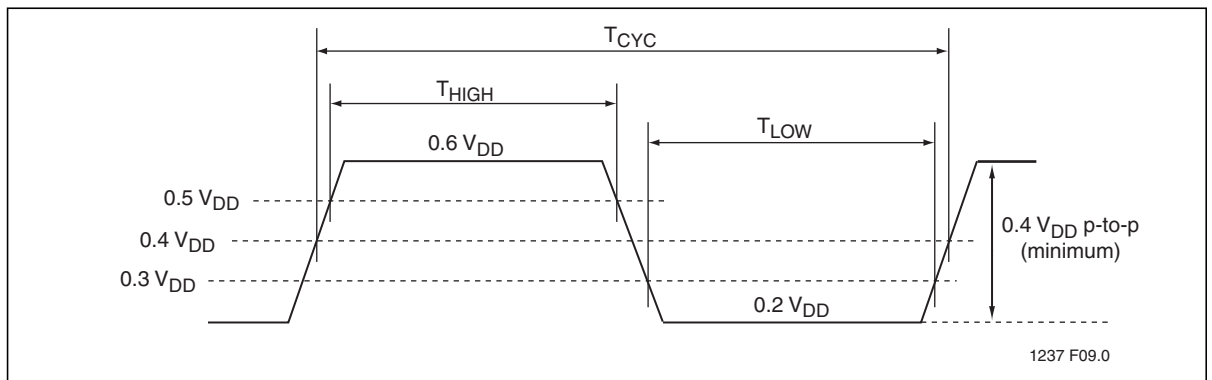 T_CYC
T_HIGH
T_LOW
0.6 V_DD
0.5 V_DD
0.4 V_DD
0.4 V_DD p-to-p
(minimum)
0.3 V_DD
0.2 V_DD
1237 F09.0